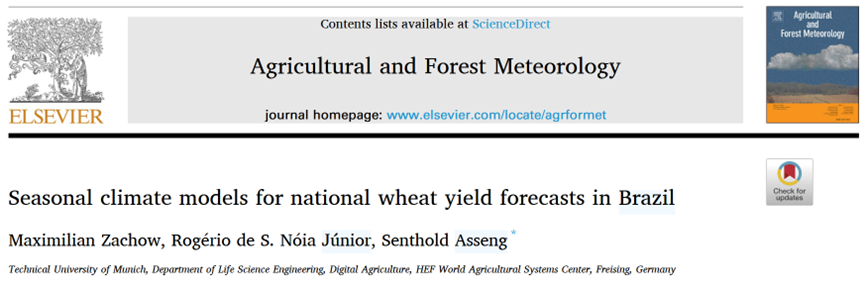 Contents lists available at ScienceDirect
Agricultural and Forest Meteorology
journal homepage: www.elsevier.com/locate/agrformet
ELSEVIER
Agricultural
and
Forest Meteorology
Check for
updates
Seasonal climate models for national wheat yield forecasts in Brazil
Maximilian Zachow, Rogério de S. Nóia Júnior, Senthold Asseng *
Technical University of Munich, Department of Life Science Engineering, Digital Agriculture, HEF World Agricultural Systems Center, Freising, Germany